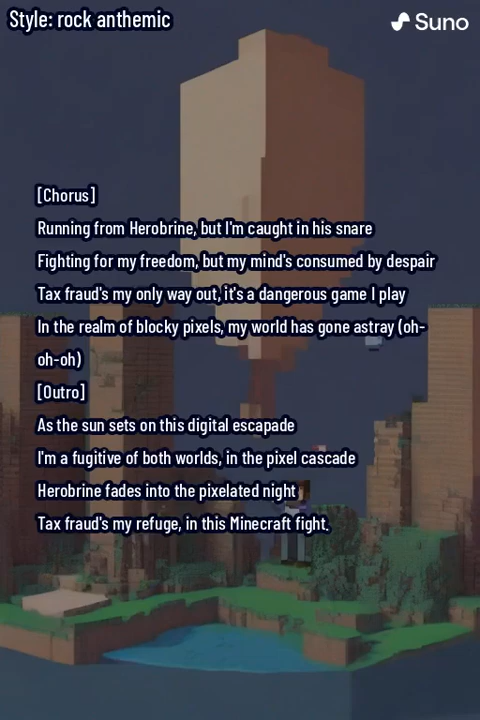 Style: rock anthemic
Suno
[Chorus]
Running from Herobrine, but I'm caught in his snare
Fighting for my freedom, but my mind's consumed by despair
Tax fraud's my only way out, it's a dangerous game I play
In the realm of blocky pixels, my world has gone astray (oh-
oh-oh)
[Outro]
As the sun sets on this digital escapade
I'm a fugitive of both worlds, in the pixel cascade
Herobrine fades into the pixelated night
Tax fraud's my refuge, in this Minecraft fight.